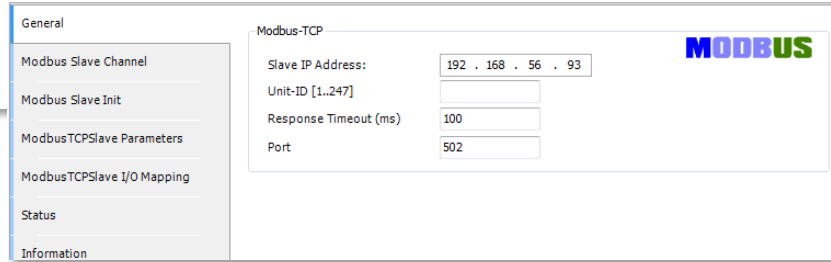 General
Modbus Slave Channel
Modbus Slave Init
ModbusTCPSlave Parameters
ModbusTCPSlave I/O Mapping
Status
Information
Modbus-TCP
MODBUS
Slave IP Address: 192 . 168 . 56 . 93
Unit-ID [1..247]
Response Timeout (ms) 100
Port 502